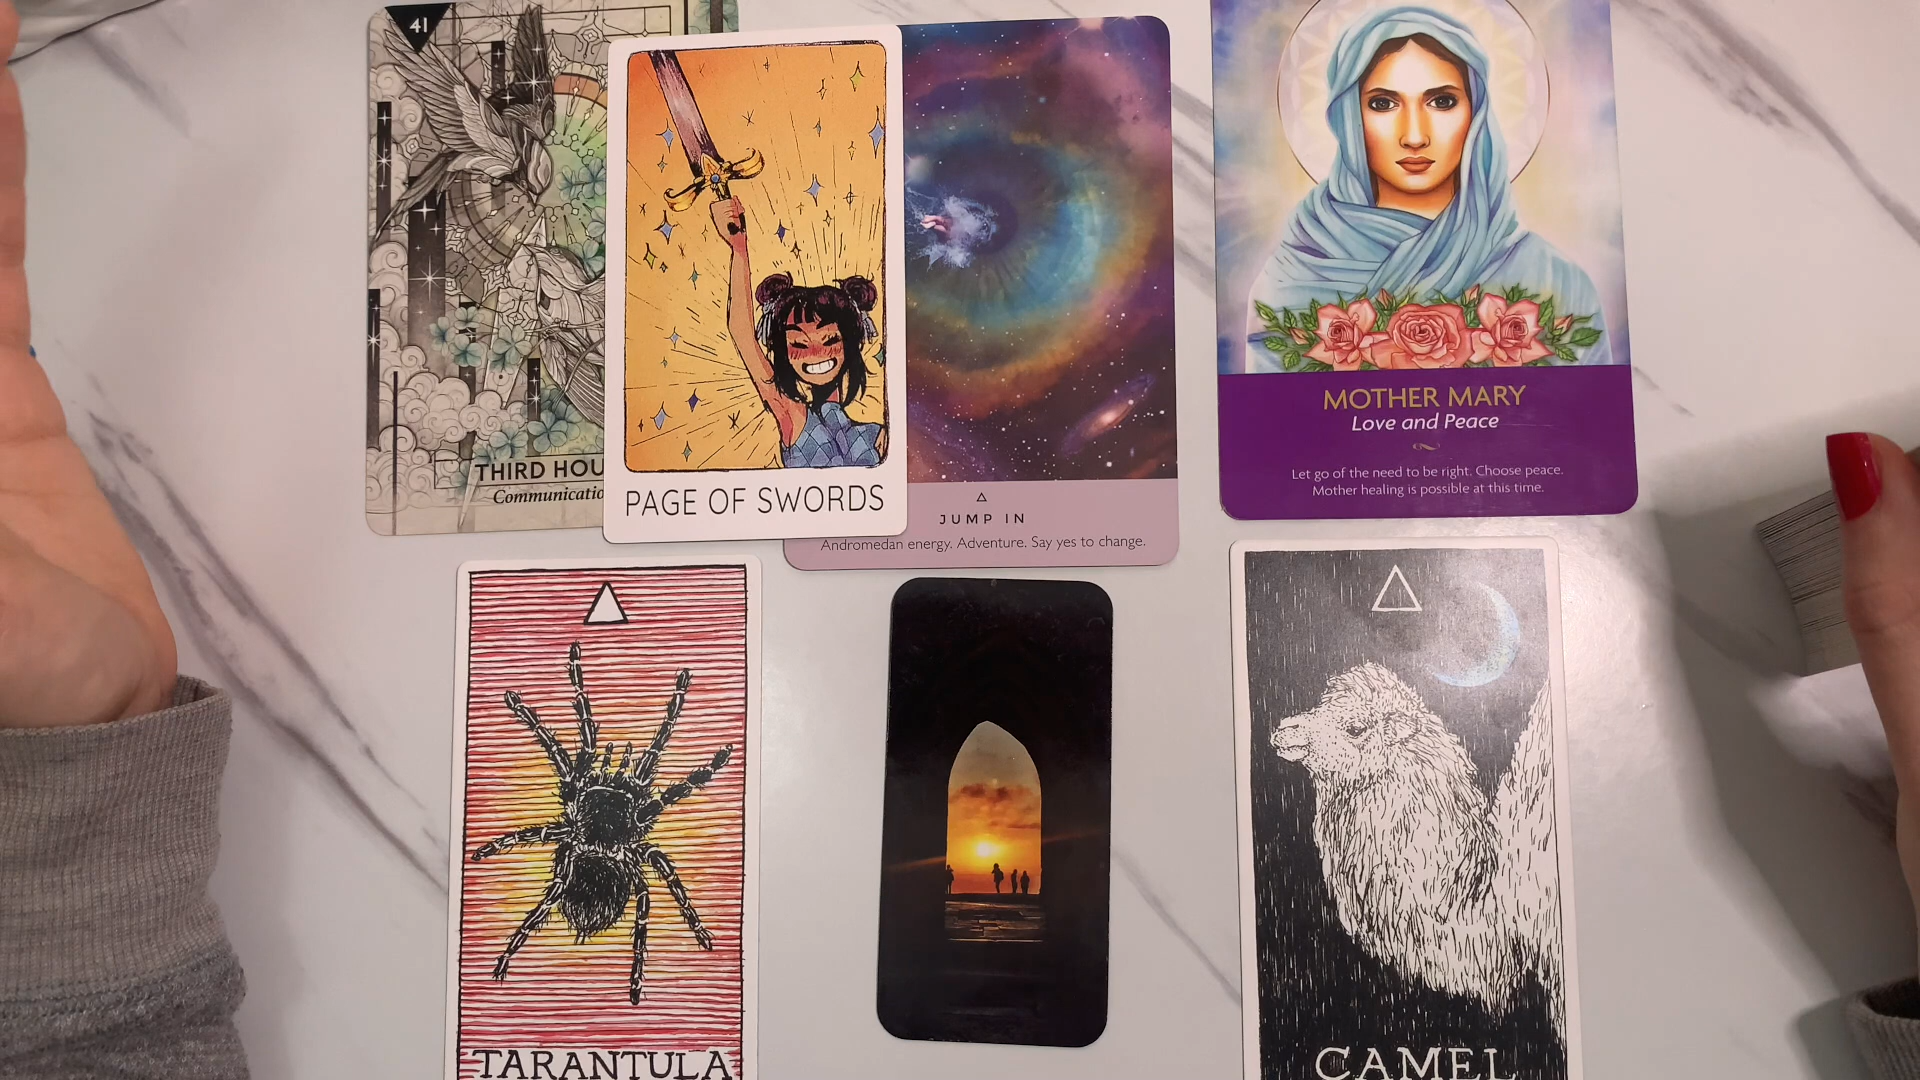 41
THIRD HOU
Communicatio
PAGE OF SWORDS
JUMP IN
Andromedan energy. Adventure. Say yes to change.
MOTHER MARY
Love and Peace
Let go of the need to be right. Choose peace.
Mother healing is possible at this time.
TARANTULA
CAMEL